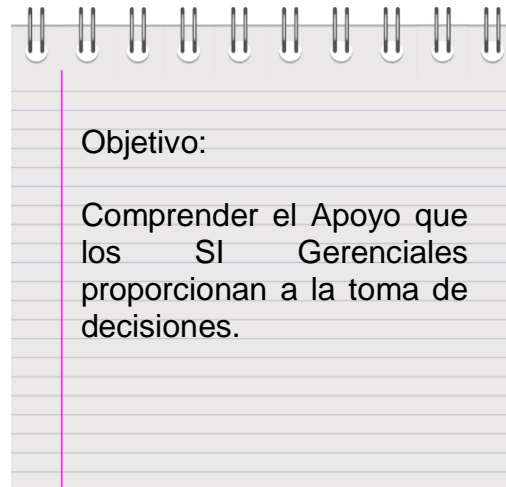 Objetivo:
Comprender el Apoyo que
los SI Gerenciales
proporcionan a la toma de
decisiones.